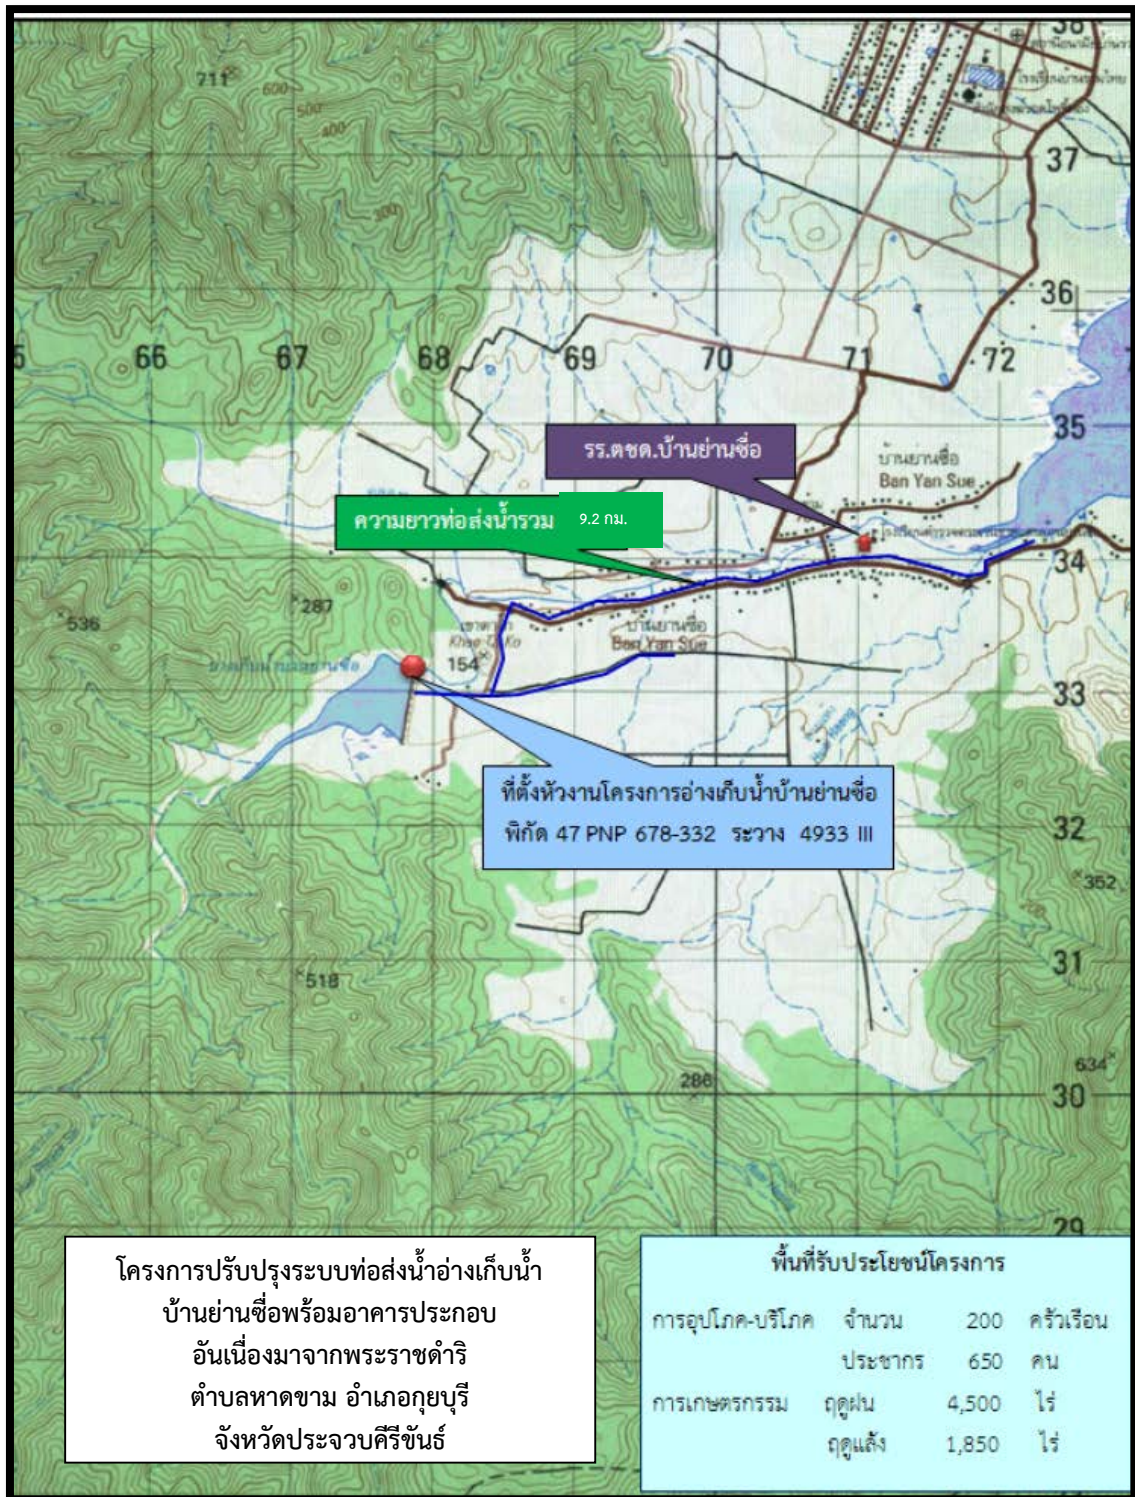 38
711
600
500
400
300
37
36
5 66 67 68 69 70 71 72
35
รร.ตชด.บ้านย่านซื่อ
บ้านย่านซื่อ
Ban Yan Sue
ความยาวท่อส่งน้ำรวม 9.2 กม.
34
287
536
บ้านย่านซื่อ
Ban Yan Sue
154
33
ที่ตั้งหัวงานโครงการอ่างเก็บน้ำบ้านย่านซื่อ
พิกัด 47 PNP 678-332 ระวาง 4933 III
32
352
200
31
518
634
286
30
29
โครงการปรับปรุงระบบท่อส่งน้ำอ่างเก็บน้ำ
บ้านย่านซื่อพร้อมอาคารประกอบ
อันเนื่องมาจากพระราชดำริ
ตำบลหาดขาม อำเภอกุยบุรี
จังหวัดประจวบคีรีขันธ์
พื้นที่รับประโยชน์โครงการ
การอุปโภค-บริโภค จำนวน 200 ครัวเรือน
ประชากร 650 คน
การเกษตรกรรม ฤดูฝน 4,500 ไร่
ฤดูแล้ง 1,850 ไร่